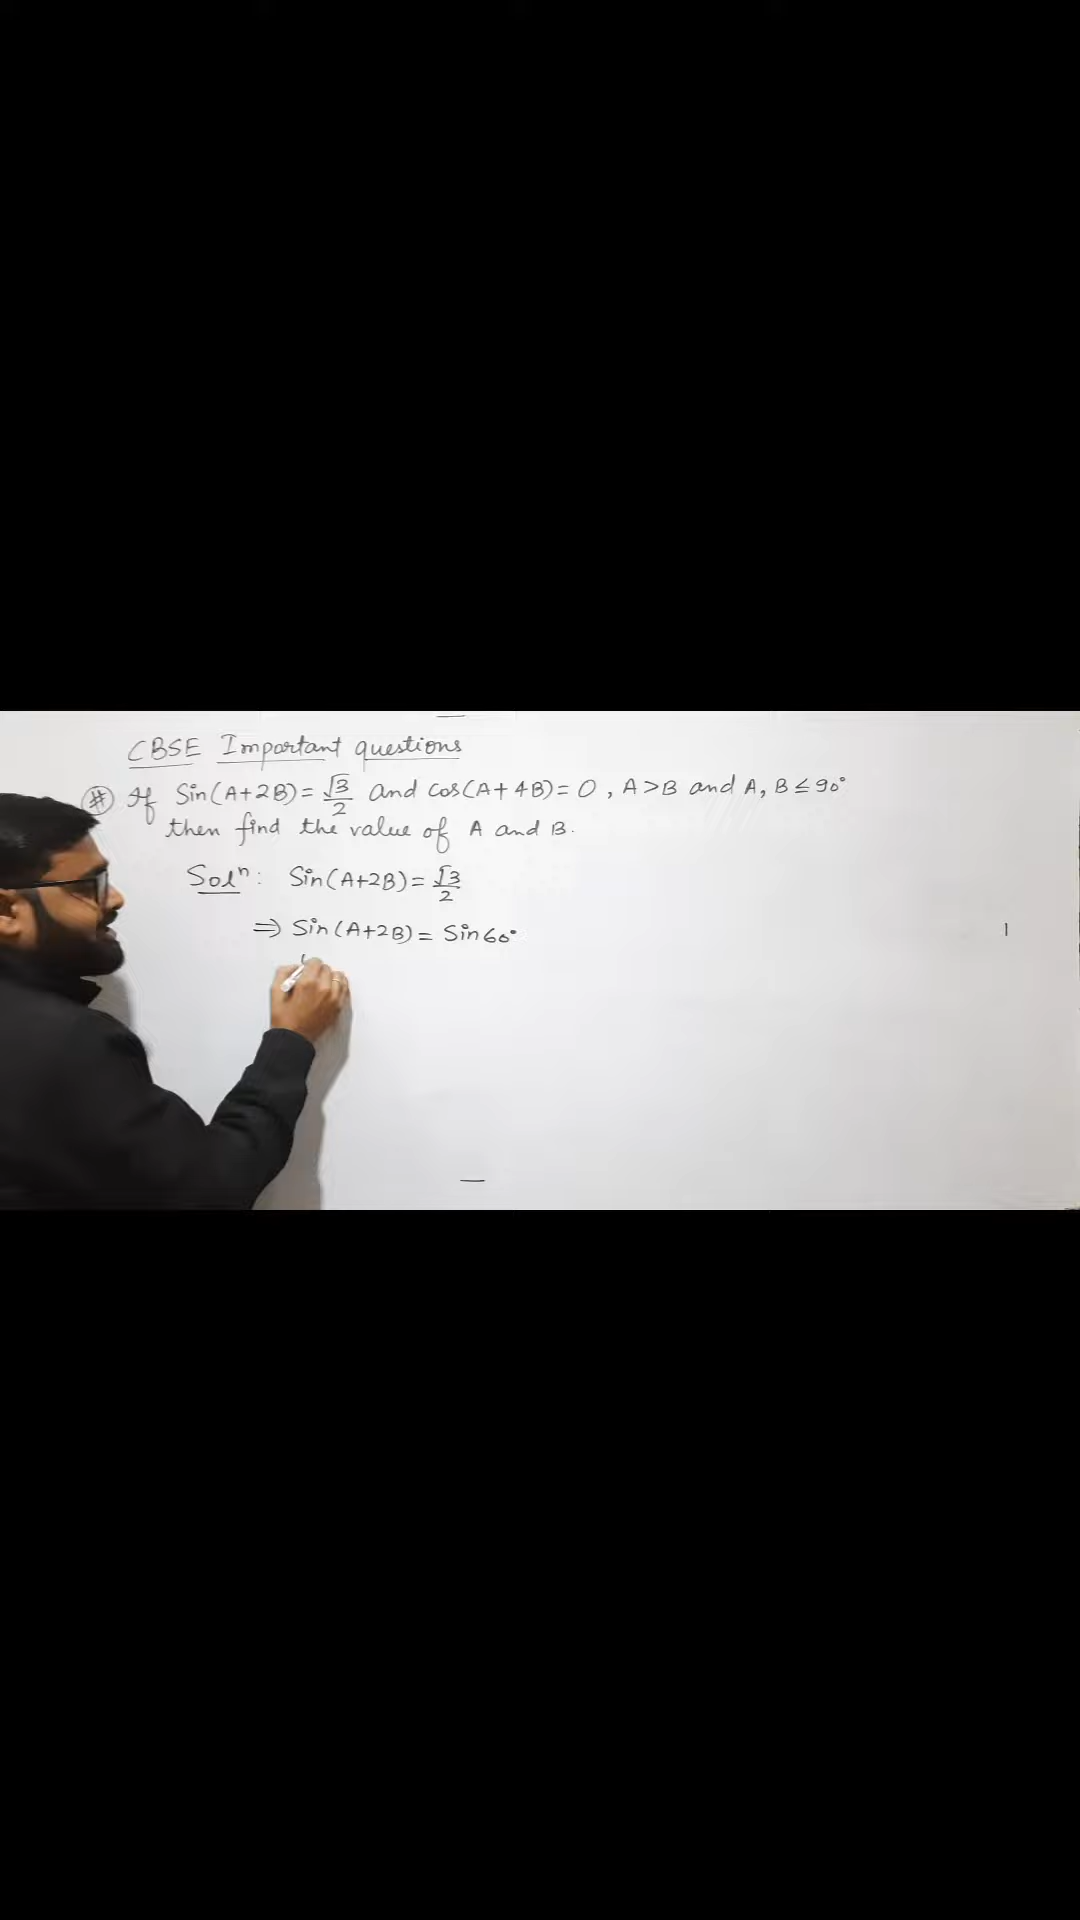 CBSE Important questions
# If Sin(A+2B)= √3/2 and cos(A+4B)= 0, A>B and A, B ≤ 90°
then find the value of A and B.
Solⁿ: Sin(A+2B)= √3/2
⇒ Sin(A+2B)= Sin60°
1